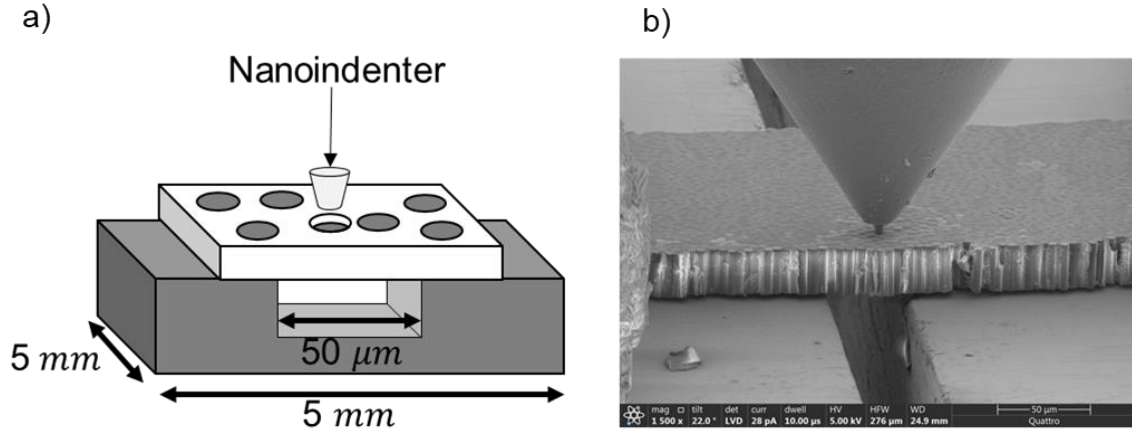 a)
Nanoindenter
50 μm
5 mm
5 mm
b)
mag □ tilt det curr dwell HV HFW WD
1 500 x 22.0 ° LVD 28 pA 10.00 μs 5.00 kV 276 μm 24.9 mm
50 μm
Quattro